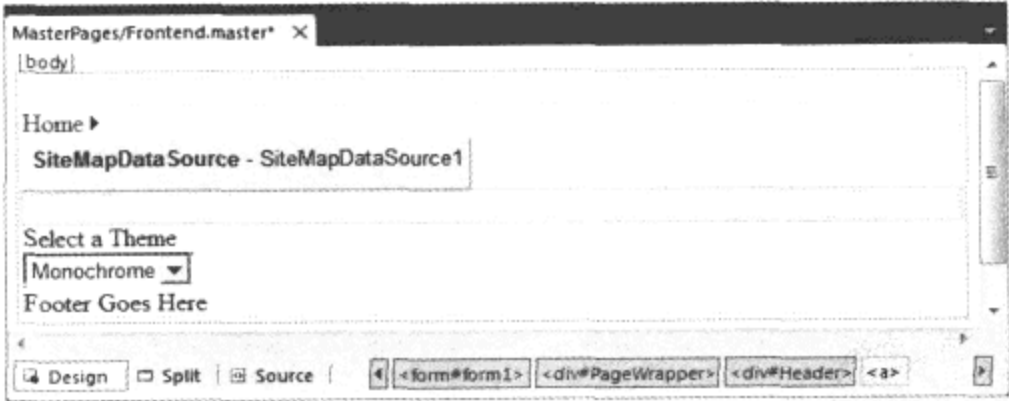 MasterPages/Frontend.master* ×
[body]
Home
SiteMapDataSource - SiteMapDataSource1
Select a Theme
Monochrome
Footer Goes Here
Design Split Source <form#form1> <div#PageWrapper> <div#Header> <a>